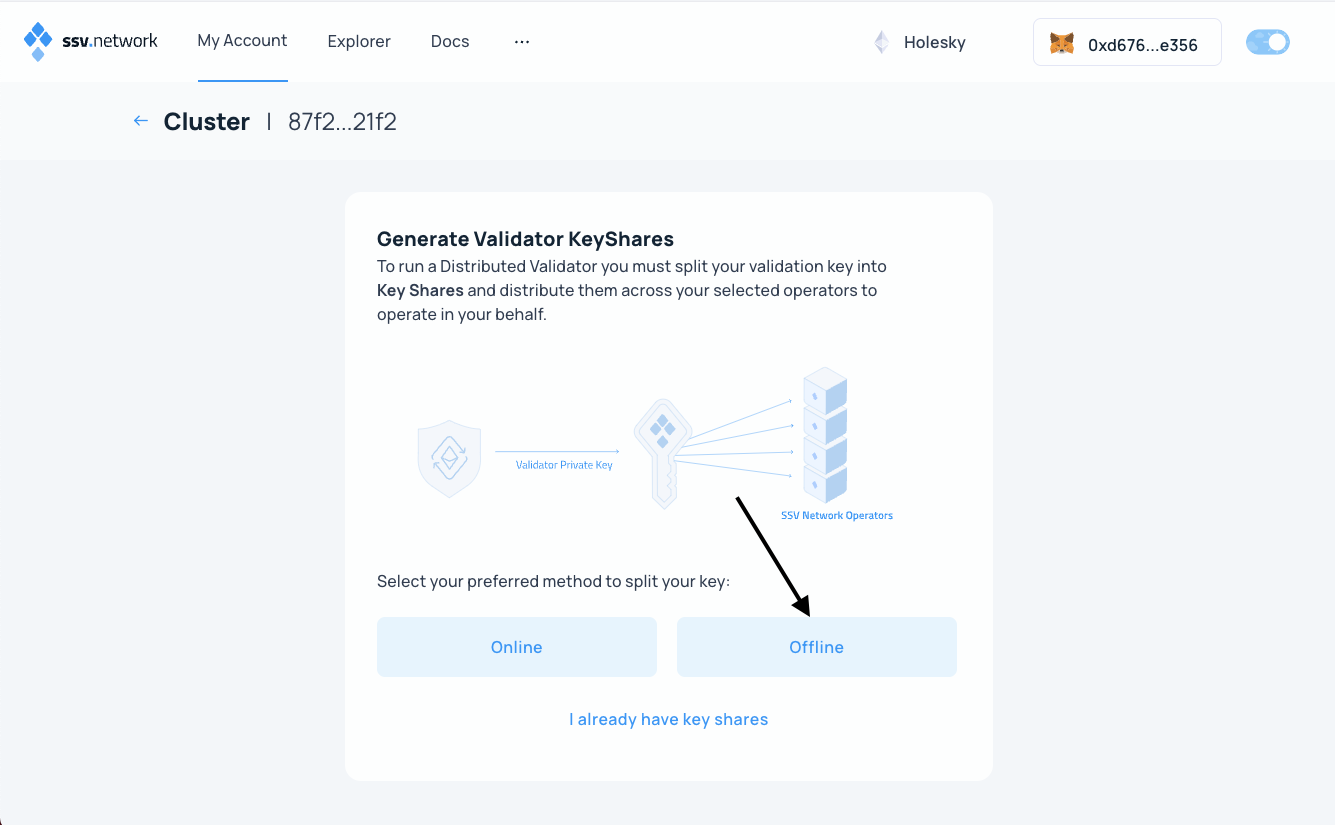 ssv.network My Account Explorer Docs ... Holesky 0xd676...e356
← Cluster | 87f2...21f2
Generate Validator KeyShares
To run a Distributed Validator you must split your validation key into
Key Shares and distribute them across your selected operators to
operate in your behalf.
Validator Private Key
SSV Network Operators
Select your preferred method to split your key:
Online Offline
I already have key shares